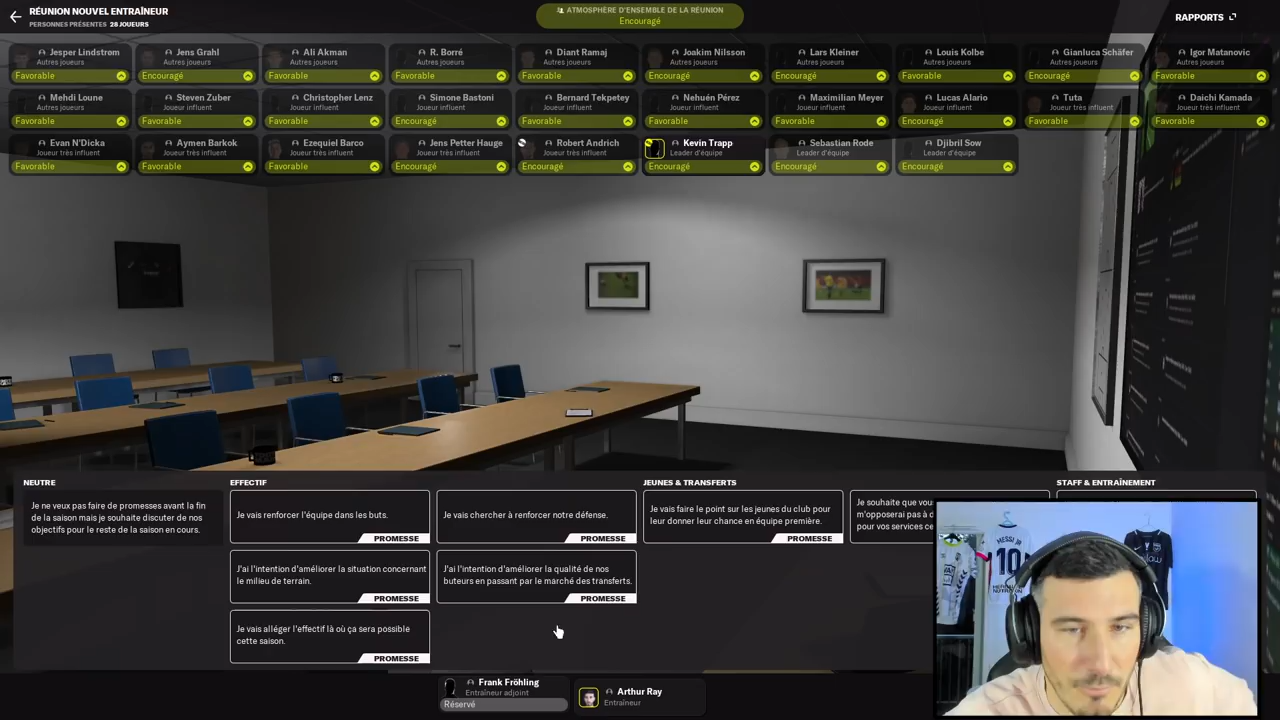 RÉUNION NOUVEL ENTRAÎNEUR
PERSONNES PRÉSENTES 28 JOUEURS
ATMOSPHÈRE D'ENSEMBLE DE LA RÉUNION
Encouragé
RAPPORTS
Jesper Lindstrom
Autres joueurs
Favorable
Jens Grahl
Autres joueurs
Encouragé
Ali Akman
Autres joueurs
Favorable
R. Borré
Autres joueurs
Favorable
Diant Ramaj
Autres joueurs
Favorable
Joakim Nilsson
Autres joueurs
Encouragé
Lars Kleiner
Autres joueurs
Encouragé
Louis Kolbe
Autres joueurs
Favorable
Gianluca Schäfer
Autres joueurs
Encouragé
Igor Matanovic
Autres joueurs
Favorable
Mehdi Loune
Autres joueurs
Favorable
Steven Zuber
Joueur influent
Favorable
Christopher Lenz
Joueur influent
Favorable
Simone Bastoni
Joueur influent
Encouragé
Bernard Tekpetey
Joueur influent
Favorable
Nehuén Pérez
Joueur influent
Favorable
Maximilian Meyer
Joueur influent
Favorable
Lucas Alario
Joueur influent
Encouragé
Tuta
Joueur très influent
Favorable
Daichi Kamada
Joueur très influent
Favorable
Evan N'Dicka
Joueur très influent
Favorable
Aymen Barkok
Joueur très influent
Favorable
Ezequiel Barco
Joueur très influent
Favorable
Jens Petter Hauge
Joueur très influent
Encouragé
Robert Andrich
Joueur très influent
Encouragé
Kevin Trapp
Leader d'équipe
Encouragé
Sebastian Rode
Leader d'équipe
Encouragé
Djibril Sow
Leader d'équipe
Encouragé
NEUTRE
Je ne veux pas faire de promesses avant la fin
de la saison mais je souhaite discuter de nos
objectifs pour le reste de la saison en cours.
EFFECTIF
Je vais renforcer l'équipe dans les buts.
PROMESSE
Je vais chercher à renforcer notre défense.
PROMESSE
J'ai l'intention d'améliorer la situation concernant
le milieu de terrain.
PROMESSE
J'ai l'intention d'améliorer la qualité de nos
buteurs en passant par le marché des transferts.
PROMESSE
Je vais alléger l'effectif là où ça sera possible
cette saison.
PROMESSE
JEUNES & TRANSFERTS
Je vais faire le point sur les jeunes du club pour
leur donner leur chance en équipe première.
PROMESSE
Je souhaite que vou
m'opposerai pas à d
pour vos services ce
STAFF & ENTRAÎNEMENT
Frank Fröhling
Entraîneur adjoint
Réservé
Arthur Ray
Entraîneur
MESSI JR
10